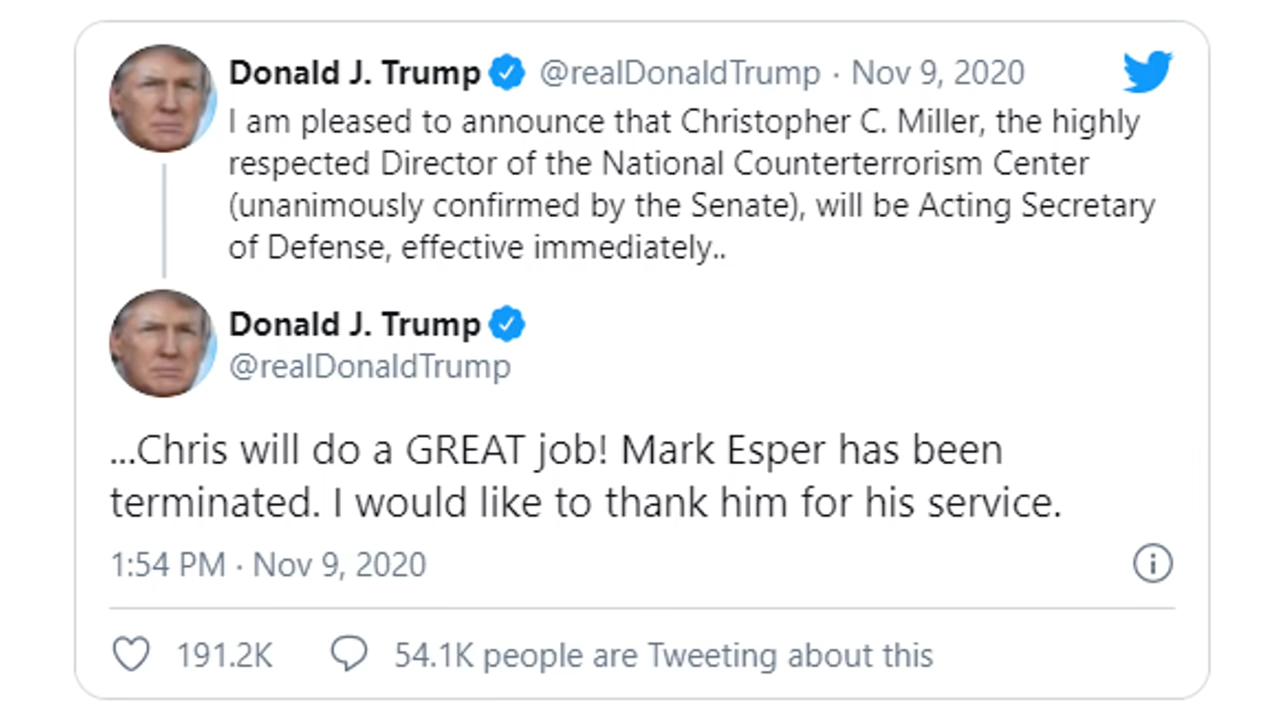 Donald J. Trump @realDonaldTrump · Nov 9, 2020
I am pleased to announce that Christopher C. Miller, the highly
respected Director of the National Counterterrorism Center
(unanimously confirmed by the Senate), will be Acting Secretary
of Defense, effective immediately..
Donald J. Trump
@realDonaldTrump
...Chris will do a GREAT job! Mark Esper has been
terminated. I would like to thank him for his service.
1:54 PM · Nov 9, 2020
191.2K 54.1K people are Tweeting about this